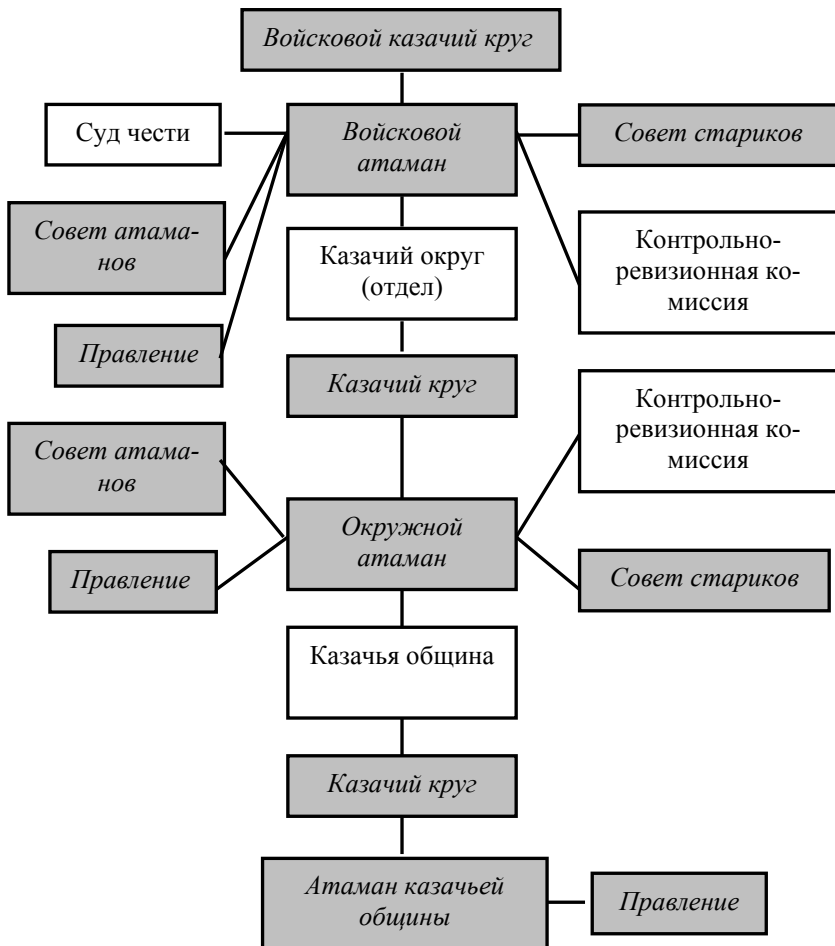 Войсковой казачий круг
Суд чести
Войсковой
атаман
Совет стариков
Совет атама-
нов
Казачий округ
(отдел)
Контрольно-
ревизионная ко-
миссия
Правление
Казачий круг
Контрольно-
ревизионная ко-
миссия
Совет атама-
нов
Окружной
атаман
Правление
Совет стариков
Казачья община
Казачий круг
Атаман казачьей
общины
Правление